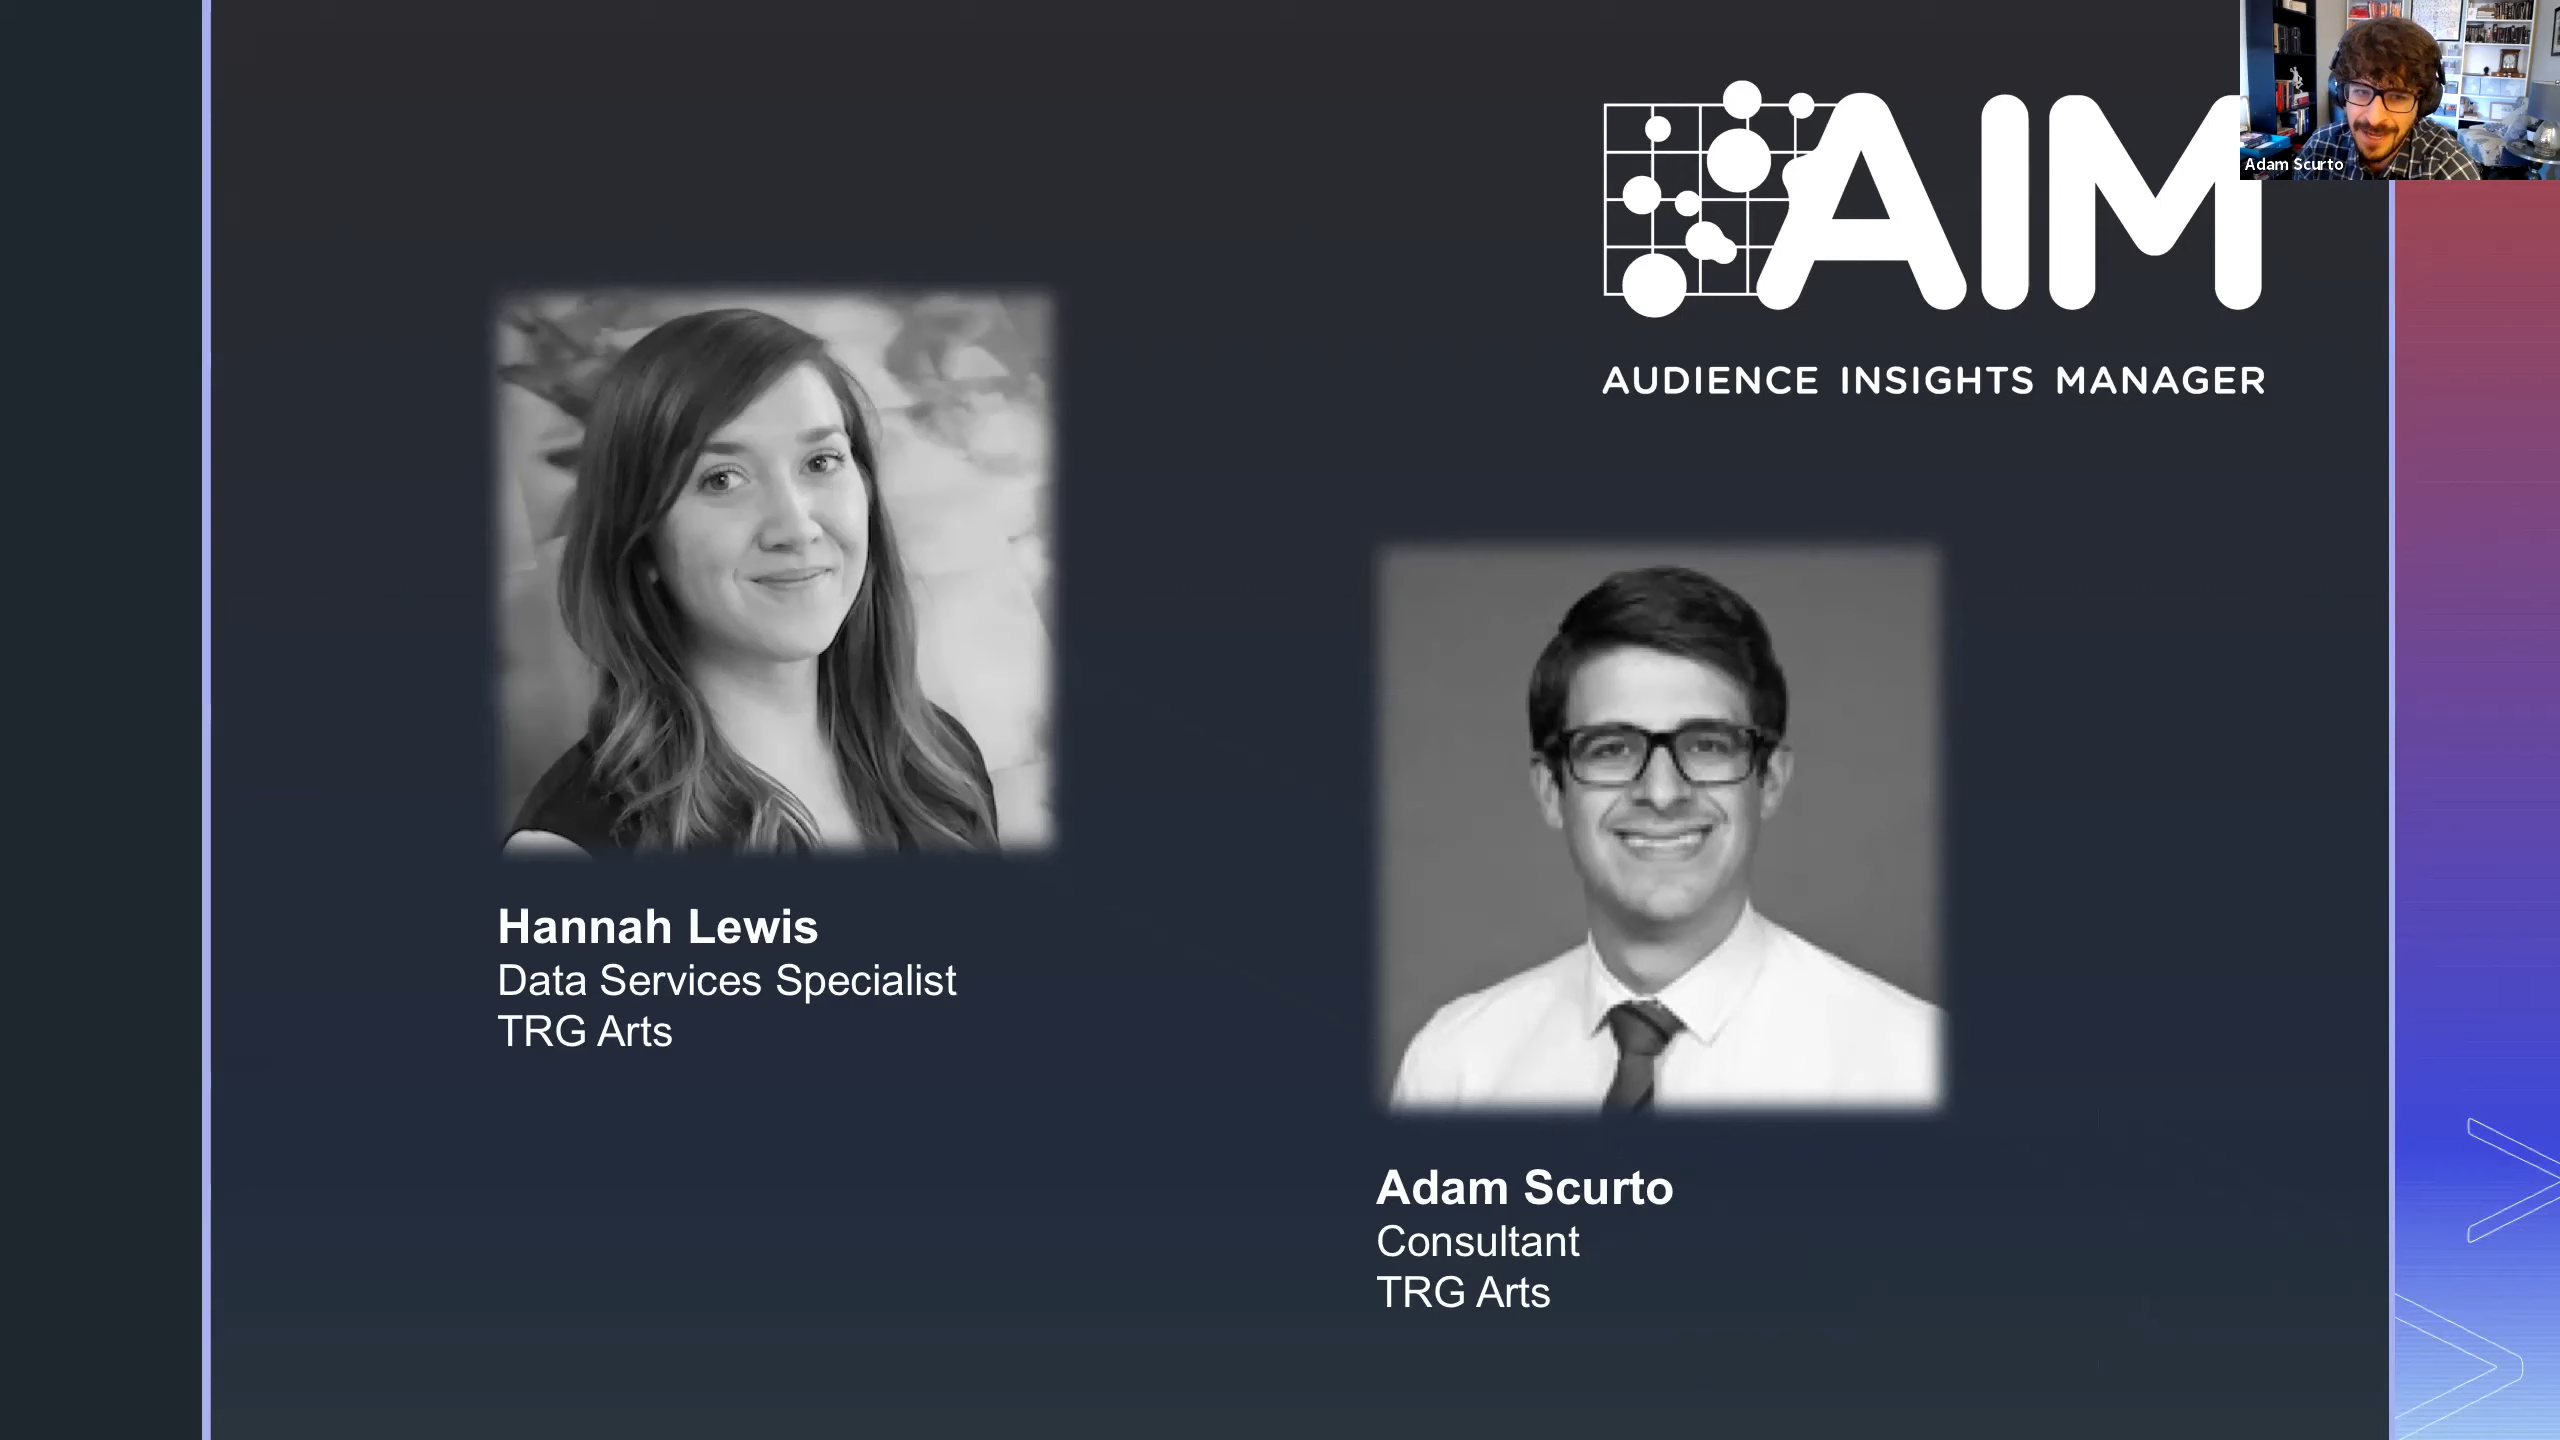 AIM
Adam Scurto
AUDIENCE INSIGHTS MANAGER
Hannah Lewis
Data Services Specialist
TRG Arts
Adam Scurto
Consultant
TRG Arts